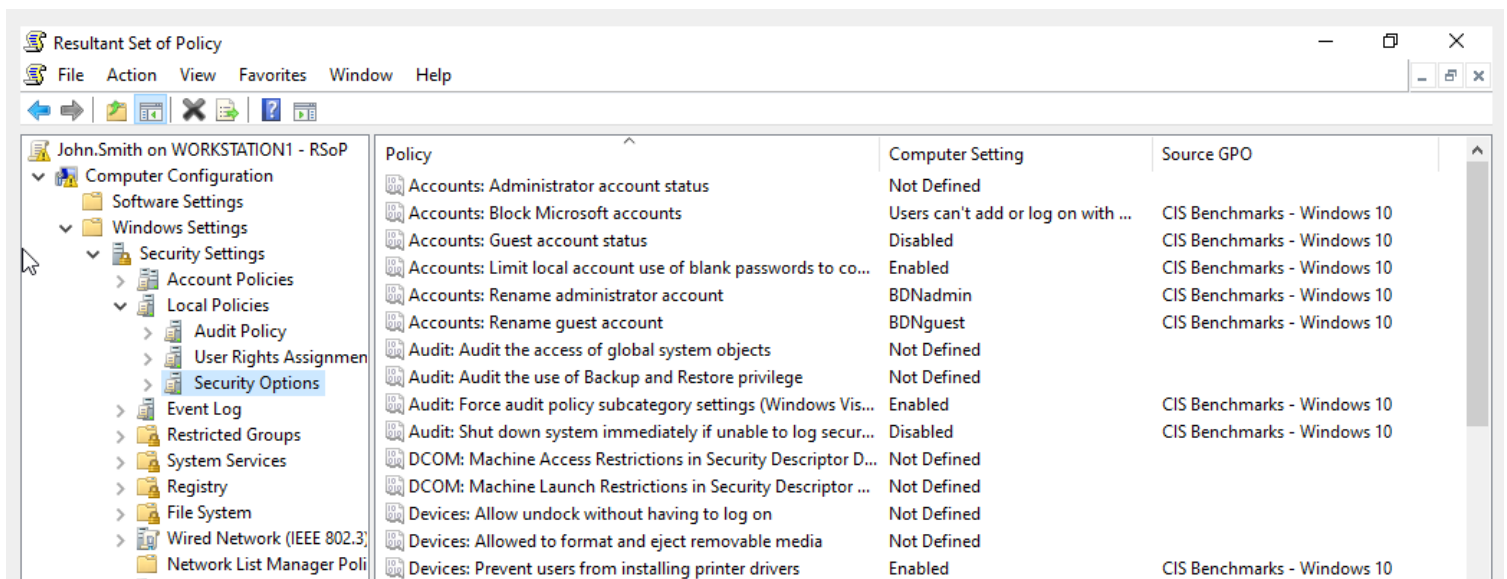 Resultant Set of Policy
File Action View Favorites Window Help
John.Smith on WORKSTATION1 - RSoP
Computer Configuration
Software Settings
Windows Settings
Security Settings
Account Policies
Local Policies
Audit Policy
User Rights Assignmen
Security Options
Event Log
Restricted Groups
System Services
Registry
File System
Wired Network (IEEE 802.3)
Network List Manager Poli
Policy Computer Setting Source GPO
Accounts: Administrator account status Not Defined
Accounts: Block Microsoft accounts Users can't add or log on with ... CIS Benchmarks - Windows 10
Accounts: Guest account status Disabled CIS Benchmarks - Windows 10
Accounts: Limit local account use of blank passwords to co... Enabled CIS Benchmarks - Windows 10
Accounts: Rename administrator account BDNadmin CIS Benchmarks - Windows 10
Accounts: Rename guest account BDNguest CIS Benchmarks - Windows 10
Audit: Audit the access of global system objects Not Defined
Audit: Audit the use of Backup and Restore privilege Not Defined
Audit: Force audit policy subcategory settings (Windows Vis... Enabled CIS Benchmarks - Windows 10
Audit: Shut down system immediately if unable to log secur... Disabled CIS Benchmarks - Windows 10
DCOM: Machine Access Restrictions in Security Descriptor D... Not Defined
DCOM: Machine Launch Restrictions in Security Descriptor ... Not Defined
Devices: Allow undock without having to log on Not Defined
Devices: Allowed to format and eject removable media Not Defined
Devices: Prevent users from installing printer drivers Enabled CIS Benchmarks - Windows 10